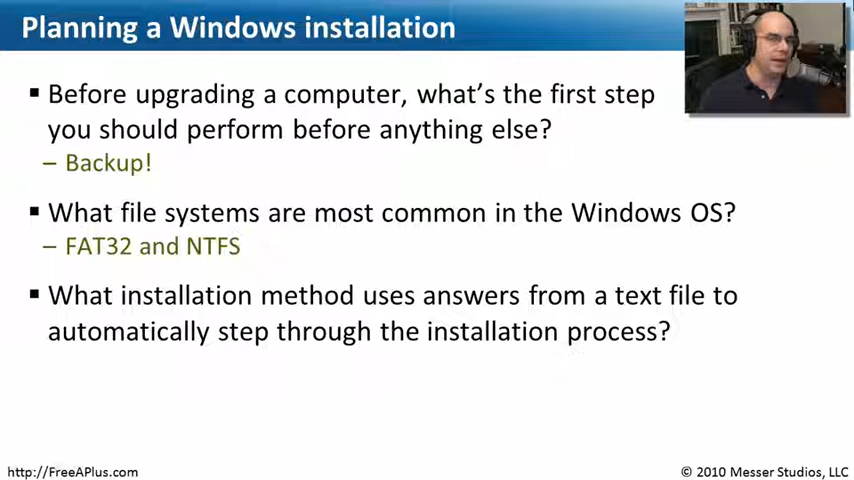 Planning a Windows installation
▪ Before upgrading a computer, what's the first step
you should perform before anything else?
– Backup!
▪ What file systems are most common in the Windows OS?
– FAT32 and NTFS
▪ What installation method uses answers from a text file to
automatically step through the installation process?
http://FreeAPlus.com
© 2010 Messer Studios, LLC